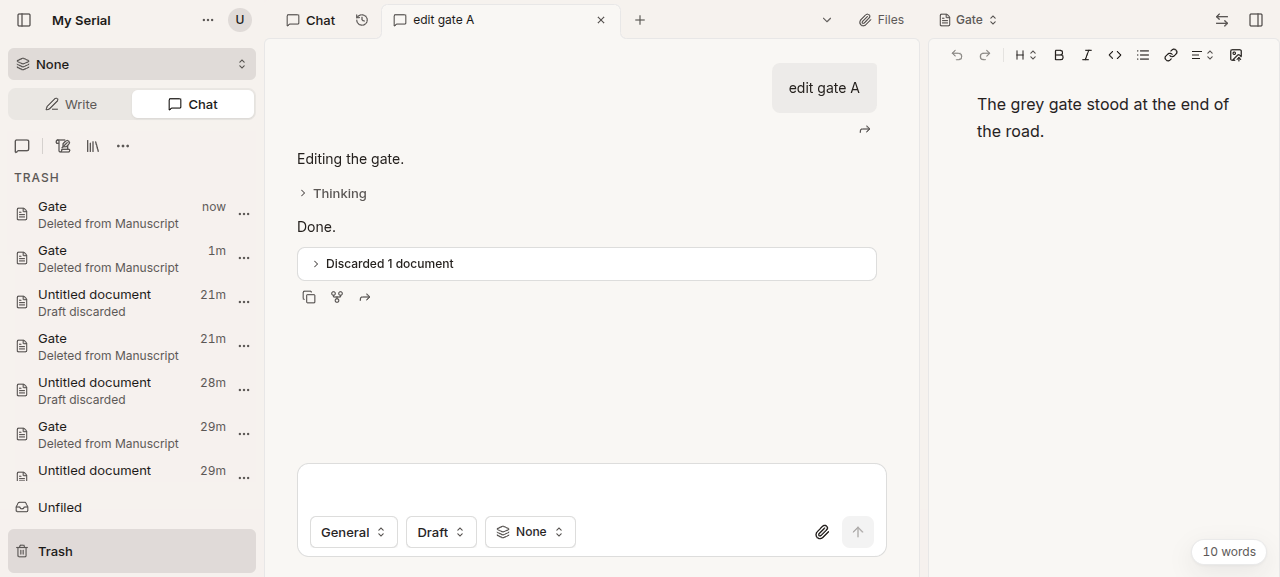 My Serial
U
None
Write
Chat
TRASH
Gate now
Deleted from Manuscript
Gate 1m
Deleted from Manuscript
Untitled document 21m
Draft discarded
Gate 21m
Deleted from Manuscript
Untitled document 28m
Draft discarded
Gate 29m
Deleted from Manuscript
Untitled document 29m
Unfiled
Trash
Chat
edit gate A
edit gate A
Editing the gate.
Thinking
Done.
Discarded 1 document
General
Draft
None
Files
Gate
H
B
I
The grey gate stood at the end of
the road.
10 words